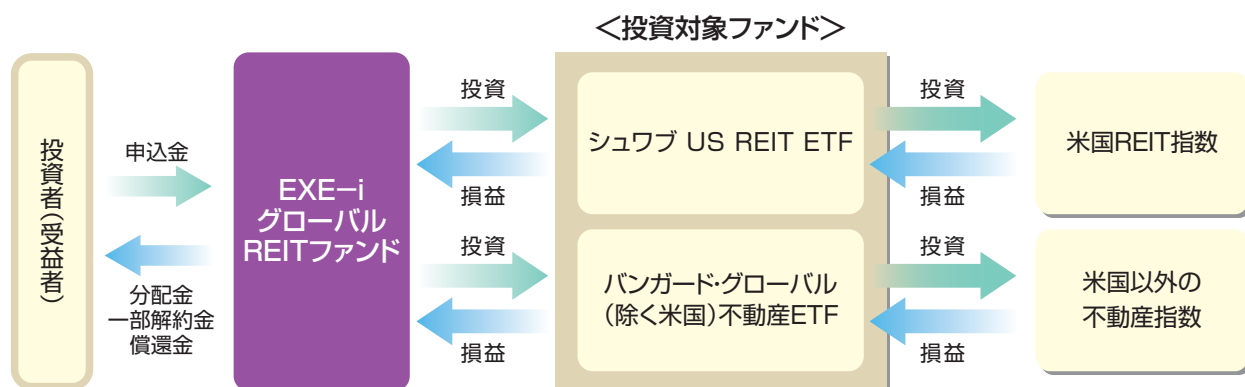 ＜投資対象ファンド＞
投資者（受益者）
申込金
分配金
一部解約金
償還金
EXE－i
グローバル
REITファンド
投資
損益
投資
損益
シュワブ US REIT ETF
バンガード・グローバル
（除く米国）不動産ETF
投資
損益
投資
損益
米国REIT指数
米国以外の
不動産指数